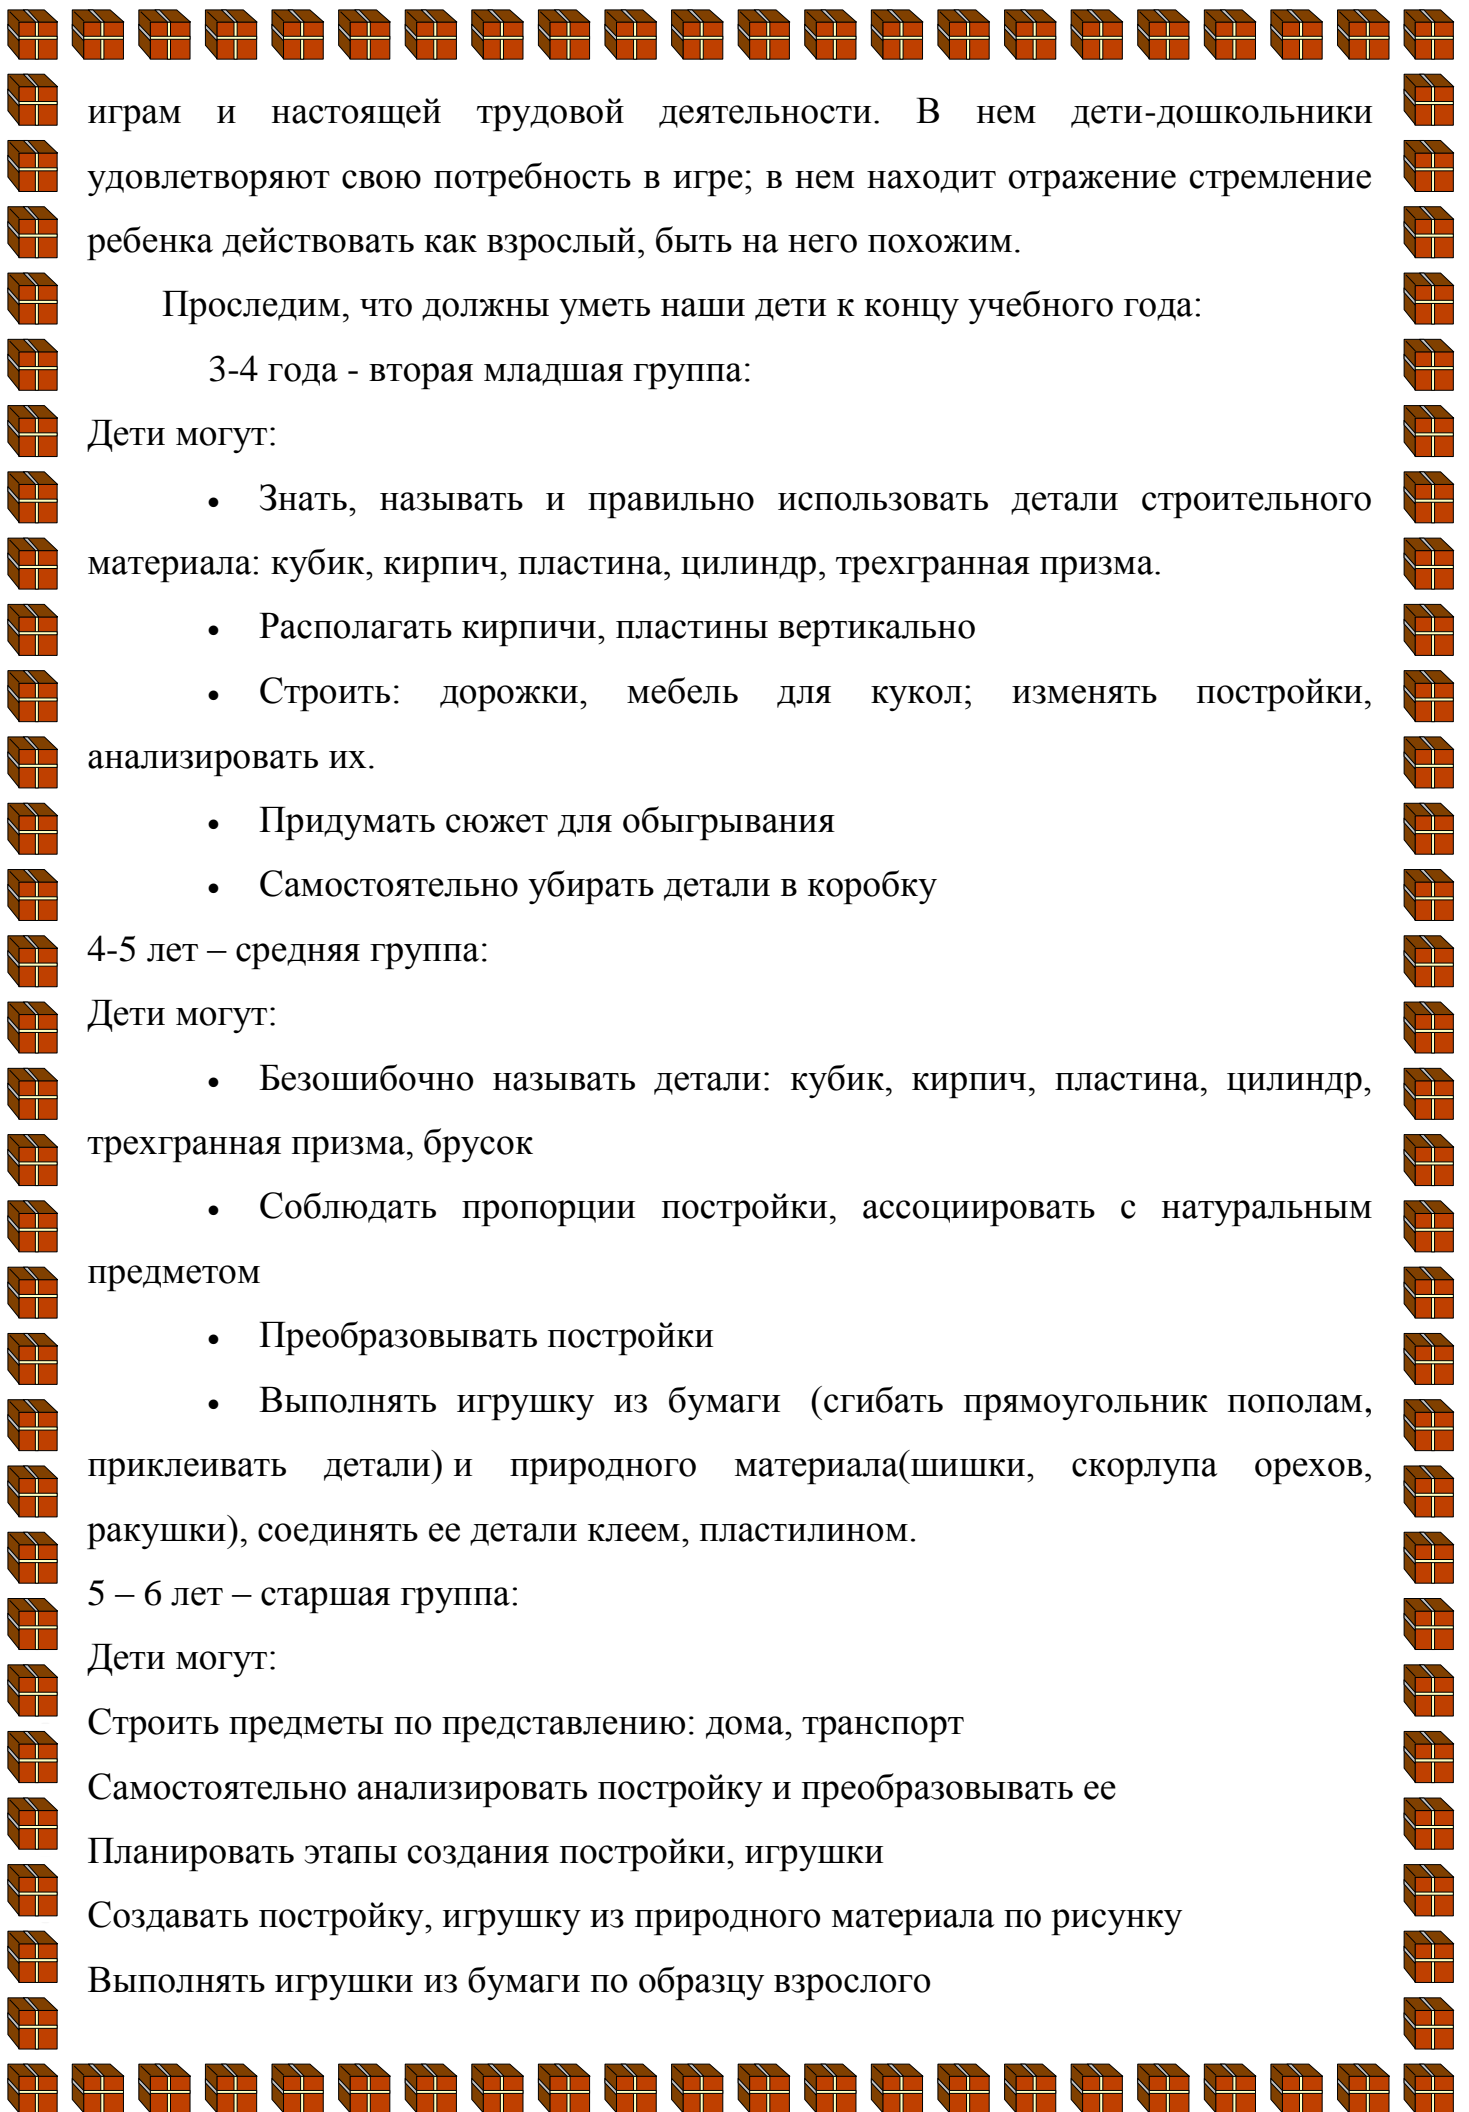 играм и настоящей трудовой деятельности. В нем дети-дошкольники
удовлетворяют свою потребность в игре; в нем находит отражение стремление
ребенка действовать как взрослый, быть на него похожим.
Проследим, что должны уметь наши дети к концу учебного года:
3-4 года - вторая младшая группа:
Дети могут:
• Знать, называть и правильно использовать детали строительного
материала: кубик, кирпич, пластина, цилиндр, трехгранная призма.
• Располагать кирпичи, пластины вертикально
• Строить: дорожки, мебель для кукол; изменять постройки,
анализировать их.
• Придумать сюжет для обыгрывания
• Самостоятельно убирать детали в коробку
4-5 лет – средняя группа:
Дети могут:
• Безошибочно называть детали: кубик, кирпич, пластина, цилиндр,
трехгранная призма, брусок
• Соблюдать пропорции постройки, ассоциировать с натуральным
предметом
• Преобразовывать постройки
• Выполнять игрушку из бумаги (сгибать прямоугольник пополам,
приклеивать детали) и природного материала(шишки, скорлупа орехов,
ракушки), соединять ее детали клеем, пластилином.
5 – 6 лет – старшая группа:
Дети могут:
Строить предметы по представлению: дома, транспорт
Самостоятельно анализировать постройку и преобразовывать ее
Планировать этапы создания постройки, игрушки
Создавать постройку, игрушку из природного материала по рисунку
Выполнять игрушки из бумаги по образцу взрослого